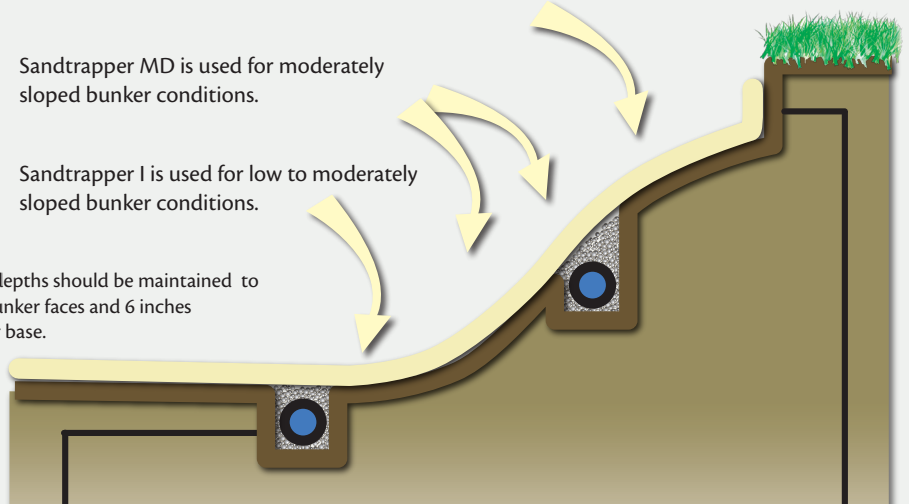 Sandtrapper MD is used for moderately
sloped bunker conditions.
Sandtrapper I is used for low to moderately
sloped bunker conditions.
depths should be maintained to
unker faces and 6 inches
base.